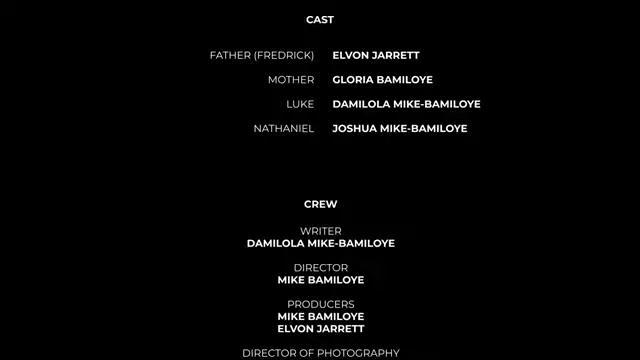 CAST
FATHER (FREDRICK) ELVON JARRETT
MOTHER GLORIA BAMILOYE
LUKE DAMILOLA MIKE-BAMILOYE
NATHANIEL JOSHUA MIKE-BAMILOYE
CREW
WRITER
DAMILOLA MIKE-BAMILOYE
DIRECTOR
MIKE BAMILOYE
PRODUCERS
MIKE BAMILOYE
ELVON JARRETT
DIRECTOR OF PHOTOGRAPHY